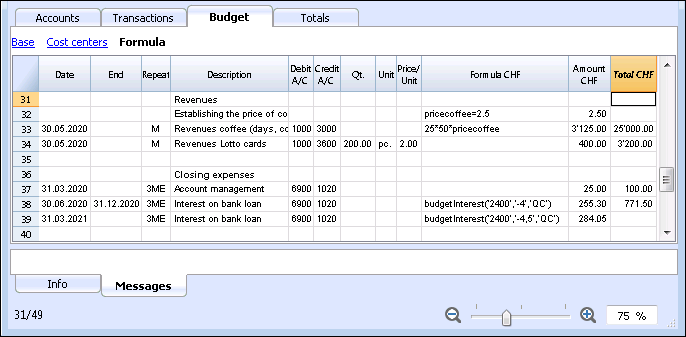 Accounts Transactions Budget Totals
Base Cost centers Formula
Date End Repeat Description Debit A/C Credit A/C Qt. Unit Price/ Unit Formula CHF Amount CHF Total CHF
31 Revenues
32 Establishing the price of co pricecoffee=2.5 2.50
33 30.05.2020 M Revenues coffee (days, co 1000 3000 25*50*pricecoffee 3'125.00 25'000.00
34 30.05.2020 M Revenues Lotto cards 1000 3600 200.00 pc. 2.00 400.00 3'200.00
35
36 Closing expenses
37 31.03.2020 3ME Account management 6900 1020 25.00 100.00
38 30.06.2020 31.12.2020 3ME Interest on bank loan 6900 1020 budgetInterest('2400','-4','QC') 255.30 771.50
39 31.03.2021 3ME Interest on bank loan 6900 1020 budgetInterest('2400','-4,5','QC') 284.05
40
Info Messages
31/49 75 %